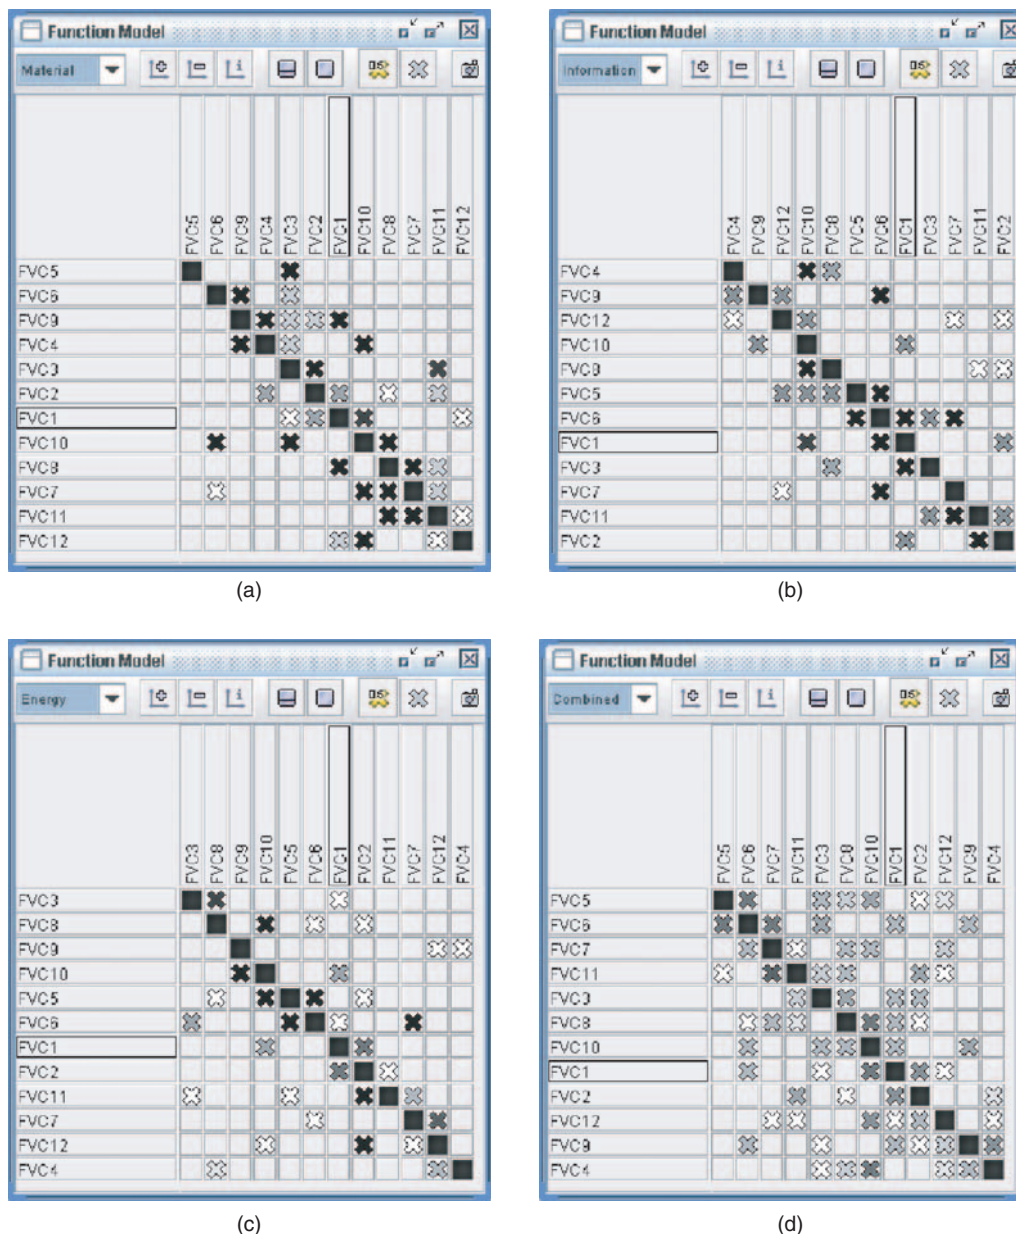 Function Model
Material
FVC5 FVC6 FVC9 FVC4 FVC3 FVC2 FVC1 FVC10 FVC8 FVC7 FVC11 FVC12
FVC5
FVC6
FVC9
FVC4
FVC3
FVC2
FVC1
FVC10
FVC8
FVC7
FVC11
FVC12
(a)
Function Model
Information
FVC4 FVC9 FVC12 FVC10 FVC8 FVC5 FVC6 FVC1 FVC3 FVC7 FVC11 FVC2
FVC4
FVC9
FVC12
FVC10
FVC8
FVC5
FVC6
FVC1
FVC3
FVC7
FVC11
FVC2
(b)
Function Model
Energy
FVC3 FVC8 FVC9 FVC10 FVC5 FVC6 FVC1 FVC2 FVC11 FVC7 FVC12 FVC4
FVC3
FVC8
FVC9
FVC10
FVC5
FVC6
FVC1
FVC2
FVC11
FVC7
FVC12
FVC4
(c)
Function Model
Combined
FVC5 FVC6 FVC7 FVC11 FVC3 FVC8 FVC10 FVC1 FVC2 FVC12 FVC9 FVC4
FVC5
FVC6
FVC7
FVC11
FVC3
FVC8
FVC10
FVC1
FVC2
FVC12
FVC9
FVC4
(d)